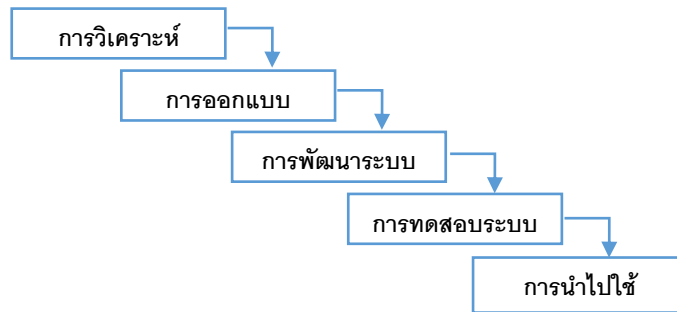 การวิเคราะห์
การออกแบบ
การพัฒนาระบบ
การทดสอบระบบ
การนำไปใช้